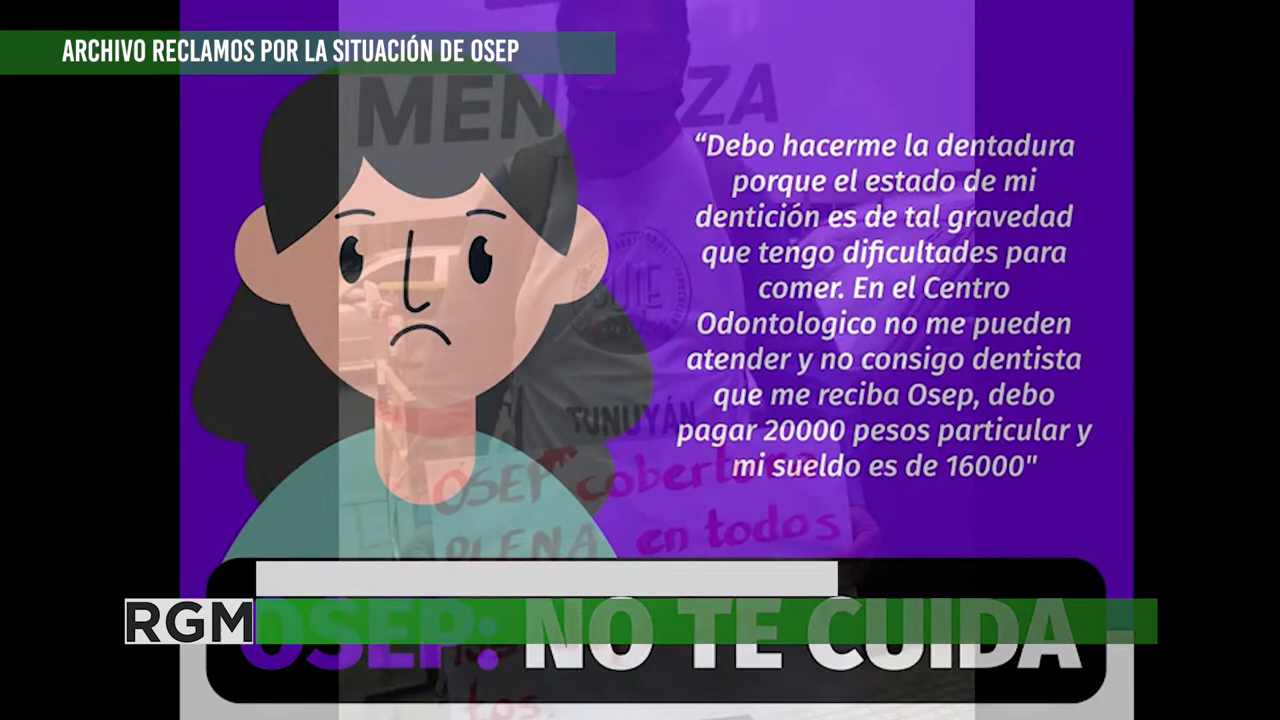 ARCHIVO RECLAMOS POR LA SITUACIÓN DE OSEP
“Debo hacerme la dentadura
porque el estado de mi
dentición es de tal gravedad
que tengo dificultades para
comer. En el Centro
Odontologico no me pueden
atender y no consigo dentista
que me reciba Osep, debo
pagar 20000 pesos particular y
mi sueldo es de 16000"
SUTE
TUNUYÁN
OSEP cobertura
PLENA en todos
tos.
RGM
OSEP: NO TE CUIDA -